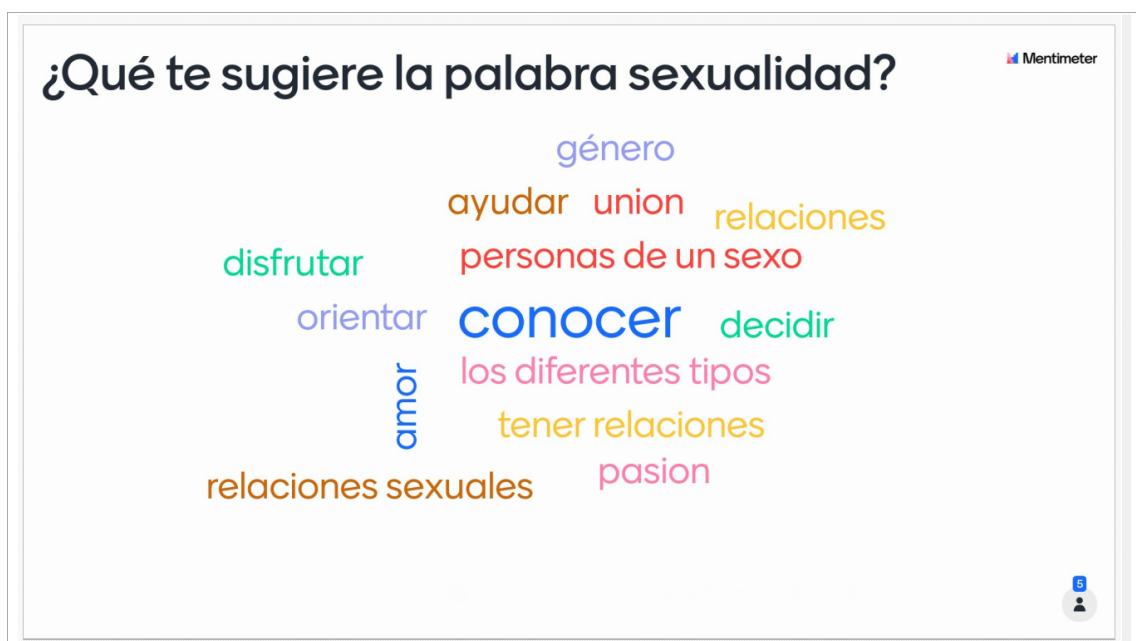 ¿Qué te sugiere la palabra sexualidad?
Mentimeter
género
ayudar union
relaciones
disfrutar
personas de un sexo
orientar
conocer
decidir
amor
los diferentes tipos
tener relaciones
relaciones sexuales
pasion
5